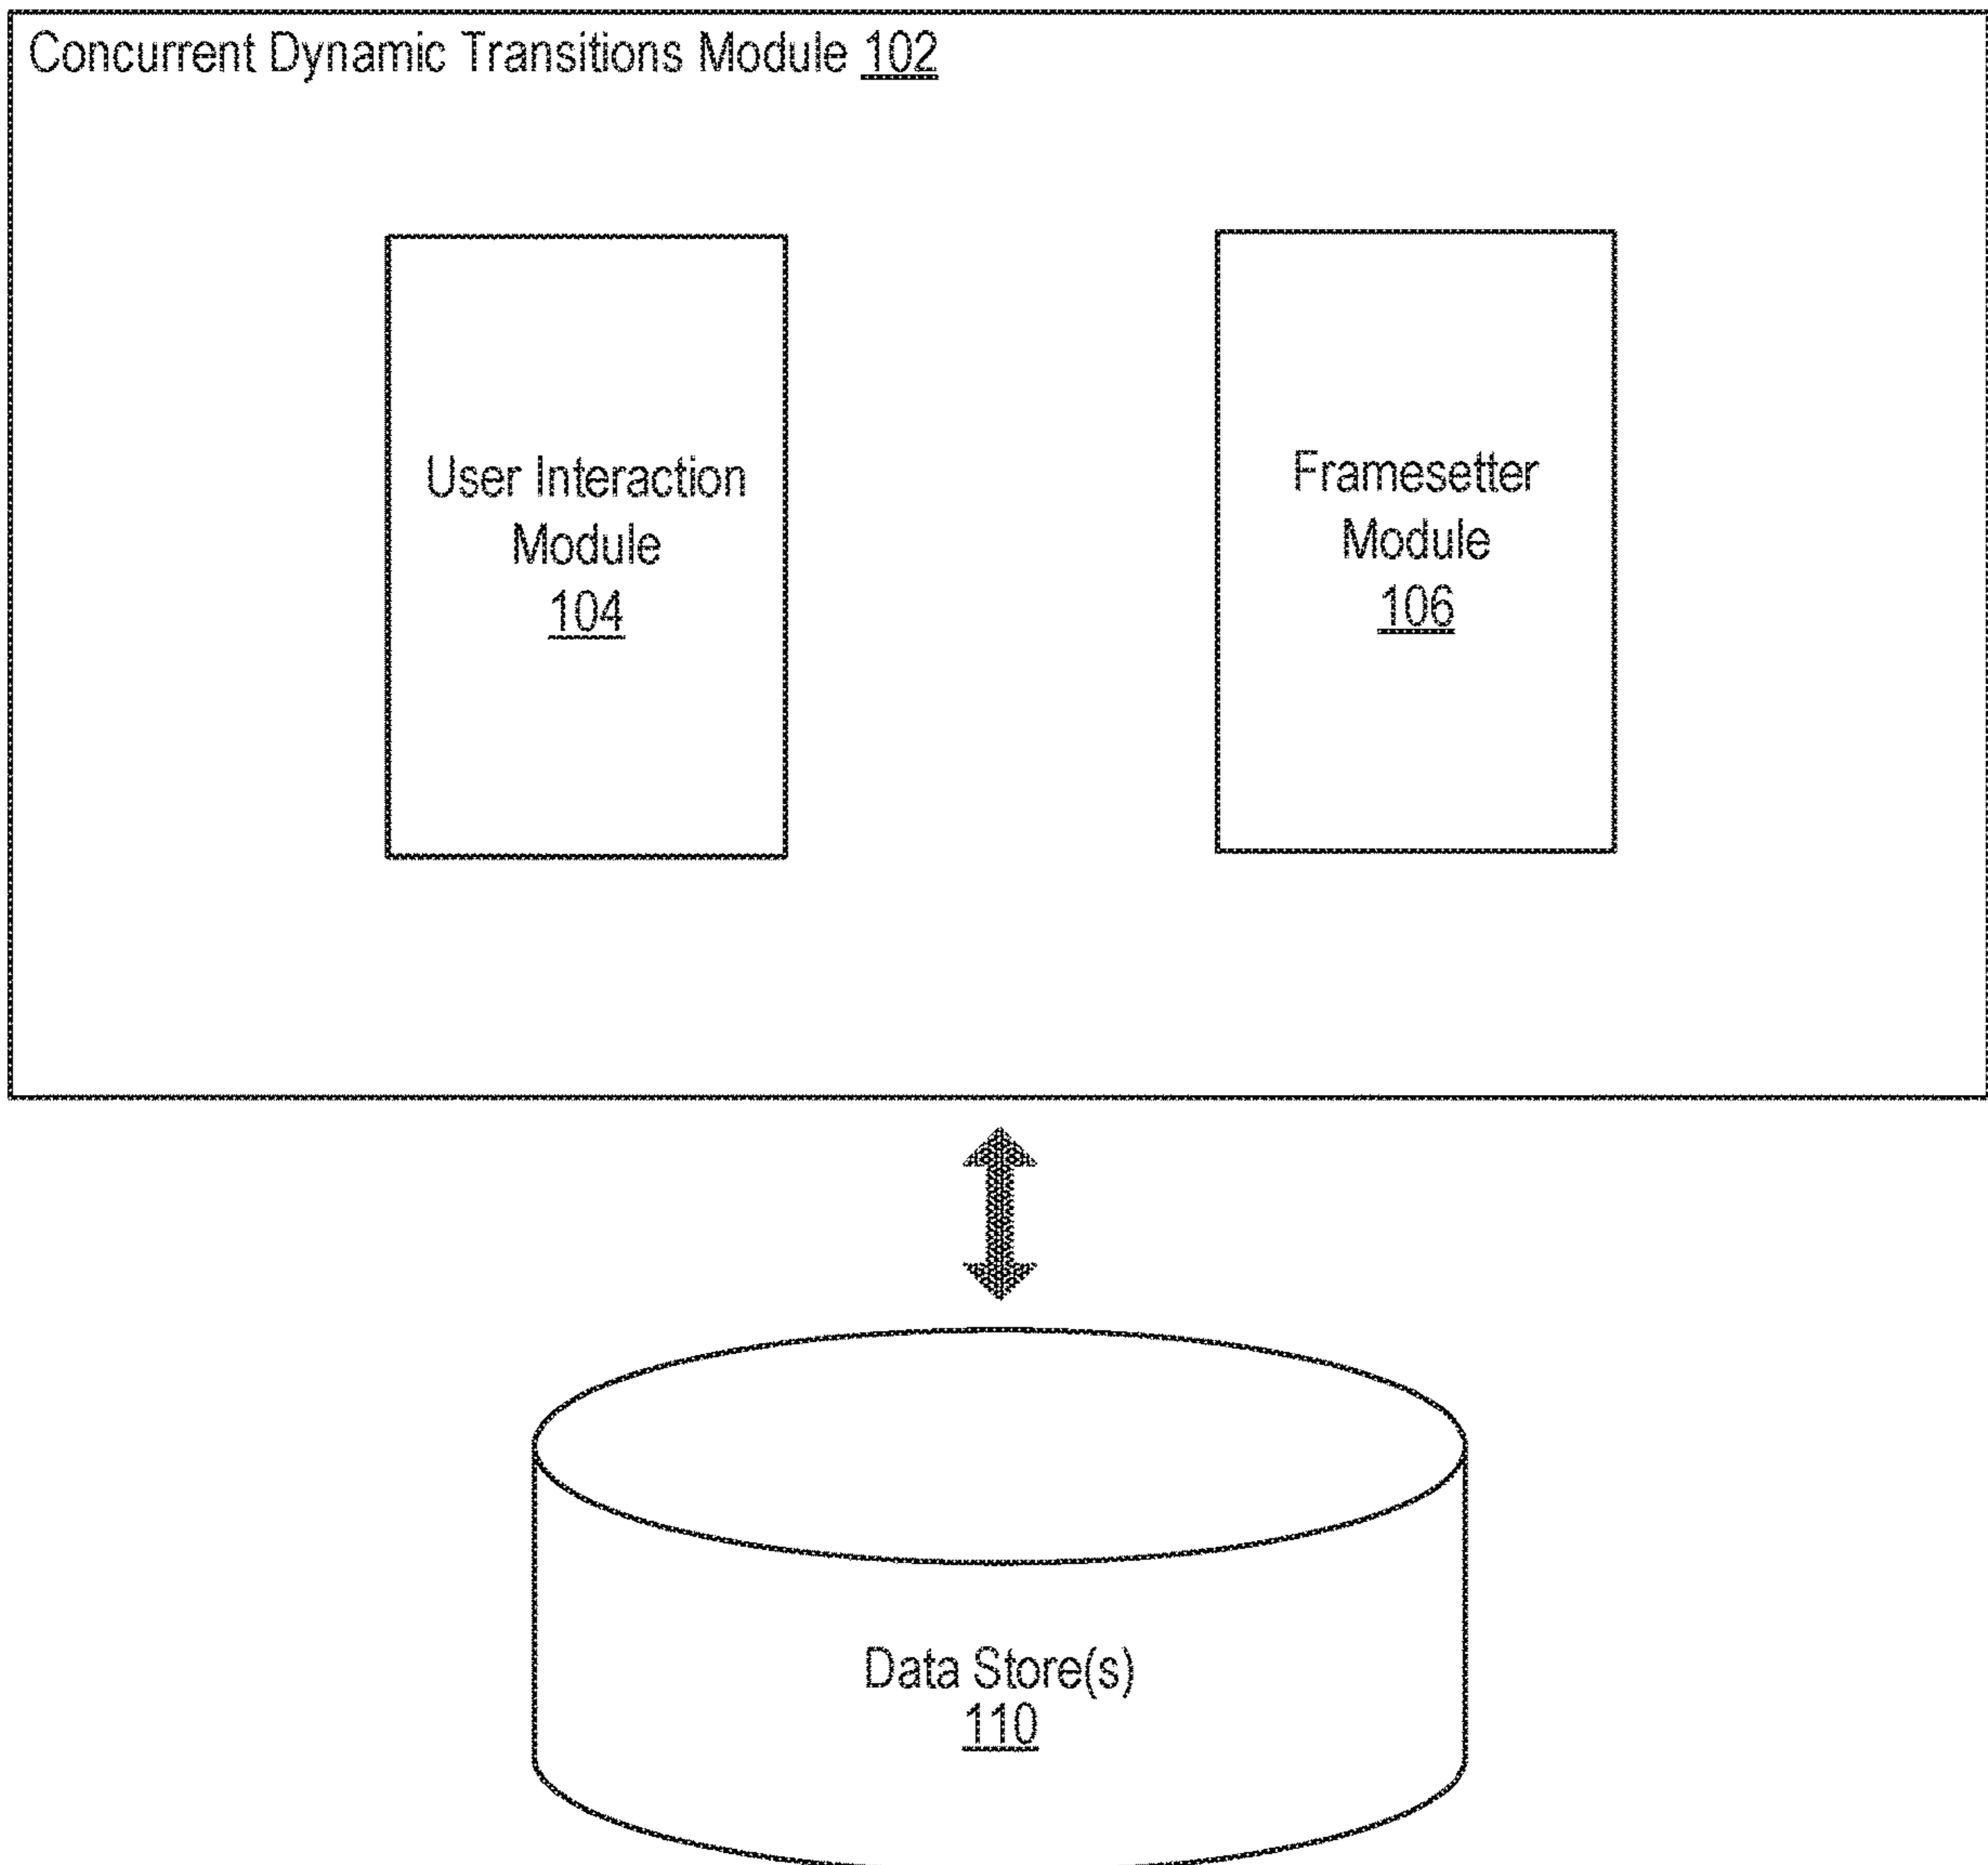 Concurrent Dynamic Transitions Module 102
User Interaction
Module
104
Framesetter
Module
106
Data Store(s)
110